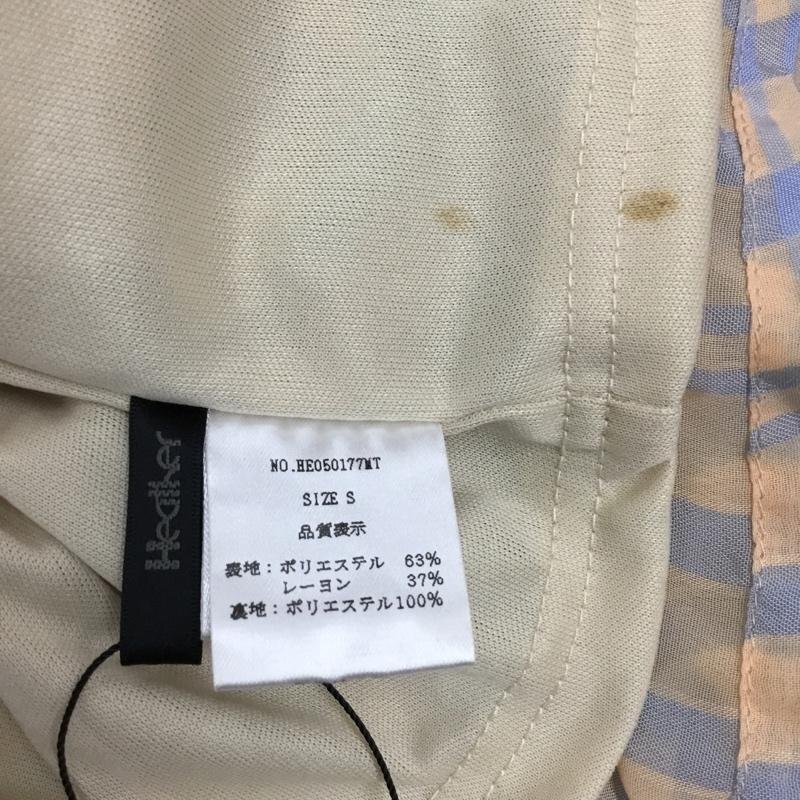 Heather
NO.HE050177MT
SIZE S
品質表示
表地:ポリエステル 63%
レーヨン 37%
裏地:ポリエステル100%